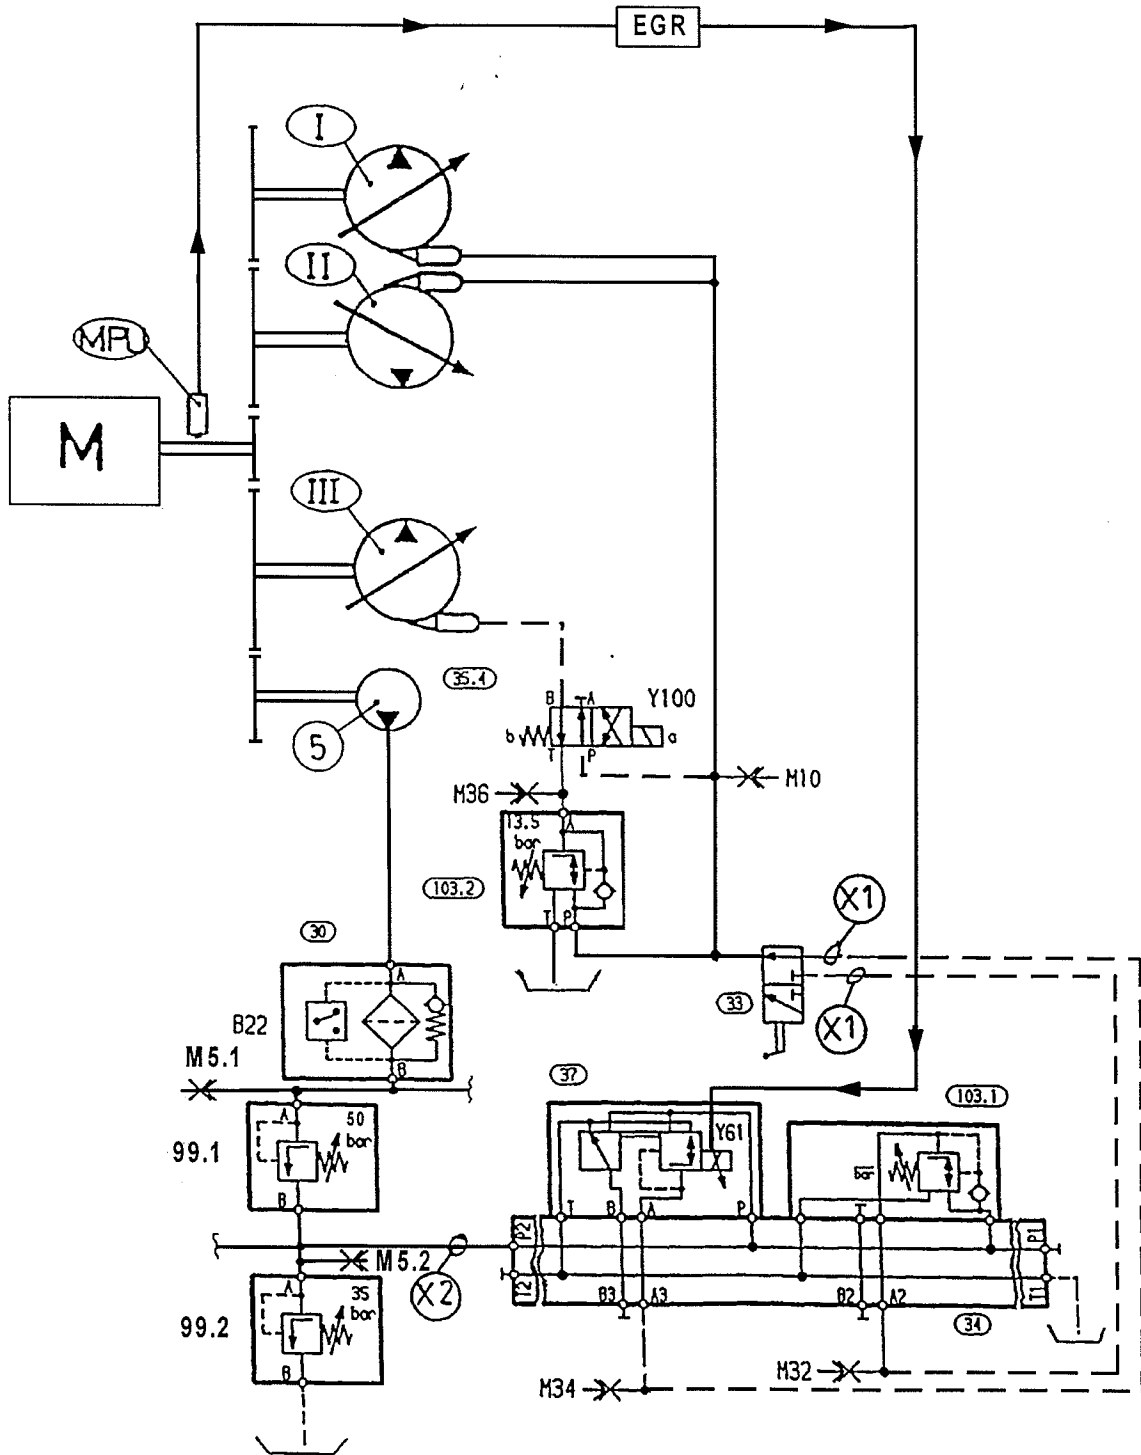 EGR
I
II
MPU
M
III
35.1
B A Y100
b a
T P
5
M36 M10
13.5
bar
A
103.2
T P
X1
30
33
X1
A
B22
M5.1
B
37
103.1
A 50
bar
Y61
bar
99.1
B
T B A P T
P2 P1
M5.2
X2
T2 T1
A 35
bar
B3 A3 B2 A2
99.2
34
B
M32
M34